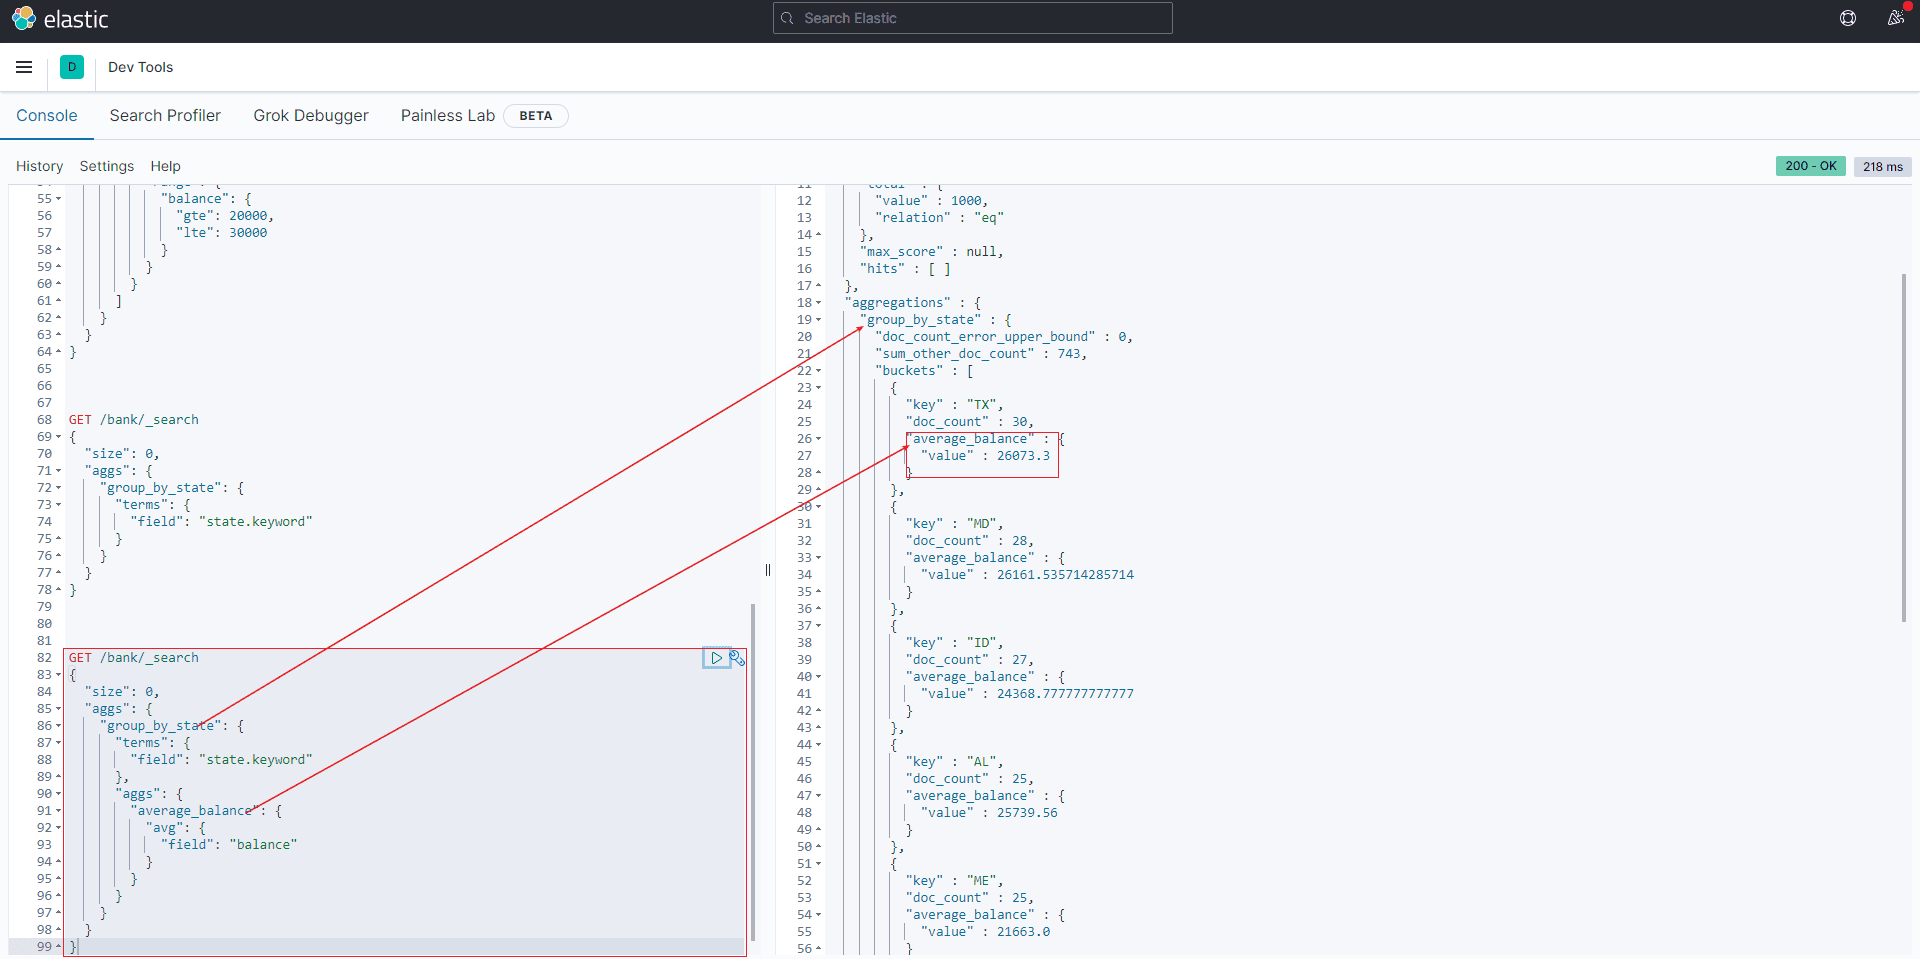 elastic
Search Elastic
D
Dev Tools
Console
Search Profiler
Grok Debugger
Painless Lab
BETA
History
Settings
Help
200 - OK
218 ms
55
"balance": {
56
"gte": 20000,
57
"lte": 30000
58
}
59
}
60
}
61
]
62
}
63
}
64
}
65
66
67
68
GET /bank/_search
69
{
70
"size": 0,
71
"aggs": {
72
"group_by_state": {
73
"terms": {
74
"field": "state.keyword"
75
}
76
}
77
}
78
}
79
80
81
82
GET /bank/_search
83
{
84
"size": 0,
85
"aggs": {
86
"group_by_state": {
87
"terms": {
88
"field": "state.keyword"
89
},
90
"aggs": {
91
"average_balance": {
92
"avg": {
93
"field": "balance"
94
}
95
}
96
}
97
}
98
}
99
}
11
"total" : {
12
"value" : 1000,
13
"relation" : "eq"
14
},
15
"max_score" : null,
16
"hits" : [ ]
17
},
18
"aggregations" : {
19
"group_by_state" : {
20
"doc_count_error_upper_bound" : 0,
21
"sum_other_doc_count" : 743,
22
"buckets" : [
23
{
24
"key" : "TX",
25
"doc_count" : 30,
26
"average_balance" : {
27
"value" : 26073.3
28
}
29
},
30
{
31
"key" : "MD",
32
"doc_count" : 28,
33
"average_balance" : {
34
"value" : 26161.535714285714
35
}
36
},
37
{
38
"key" : "ID",
39
"doc_count" : 27,
40
"average_balance" : {
41
"value" : 24368.777777777777
42
}
43
},
44
{
45
"key" : "AL",
46
"doc_count" : 25,
47
"average_balance" : {
48
"value" : 25739.56
49
}
50
},
51
{
52
"key" : "ME",
53
"doc_count" : 25,
54
"average_balance" : {
55
"value" : 21663.0
56
}